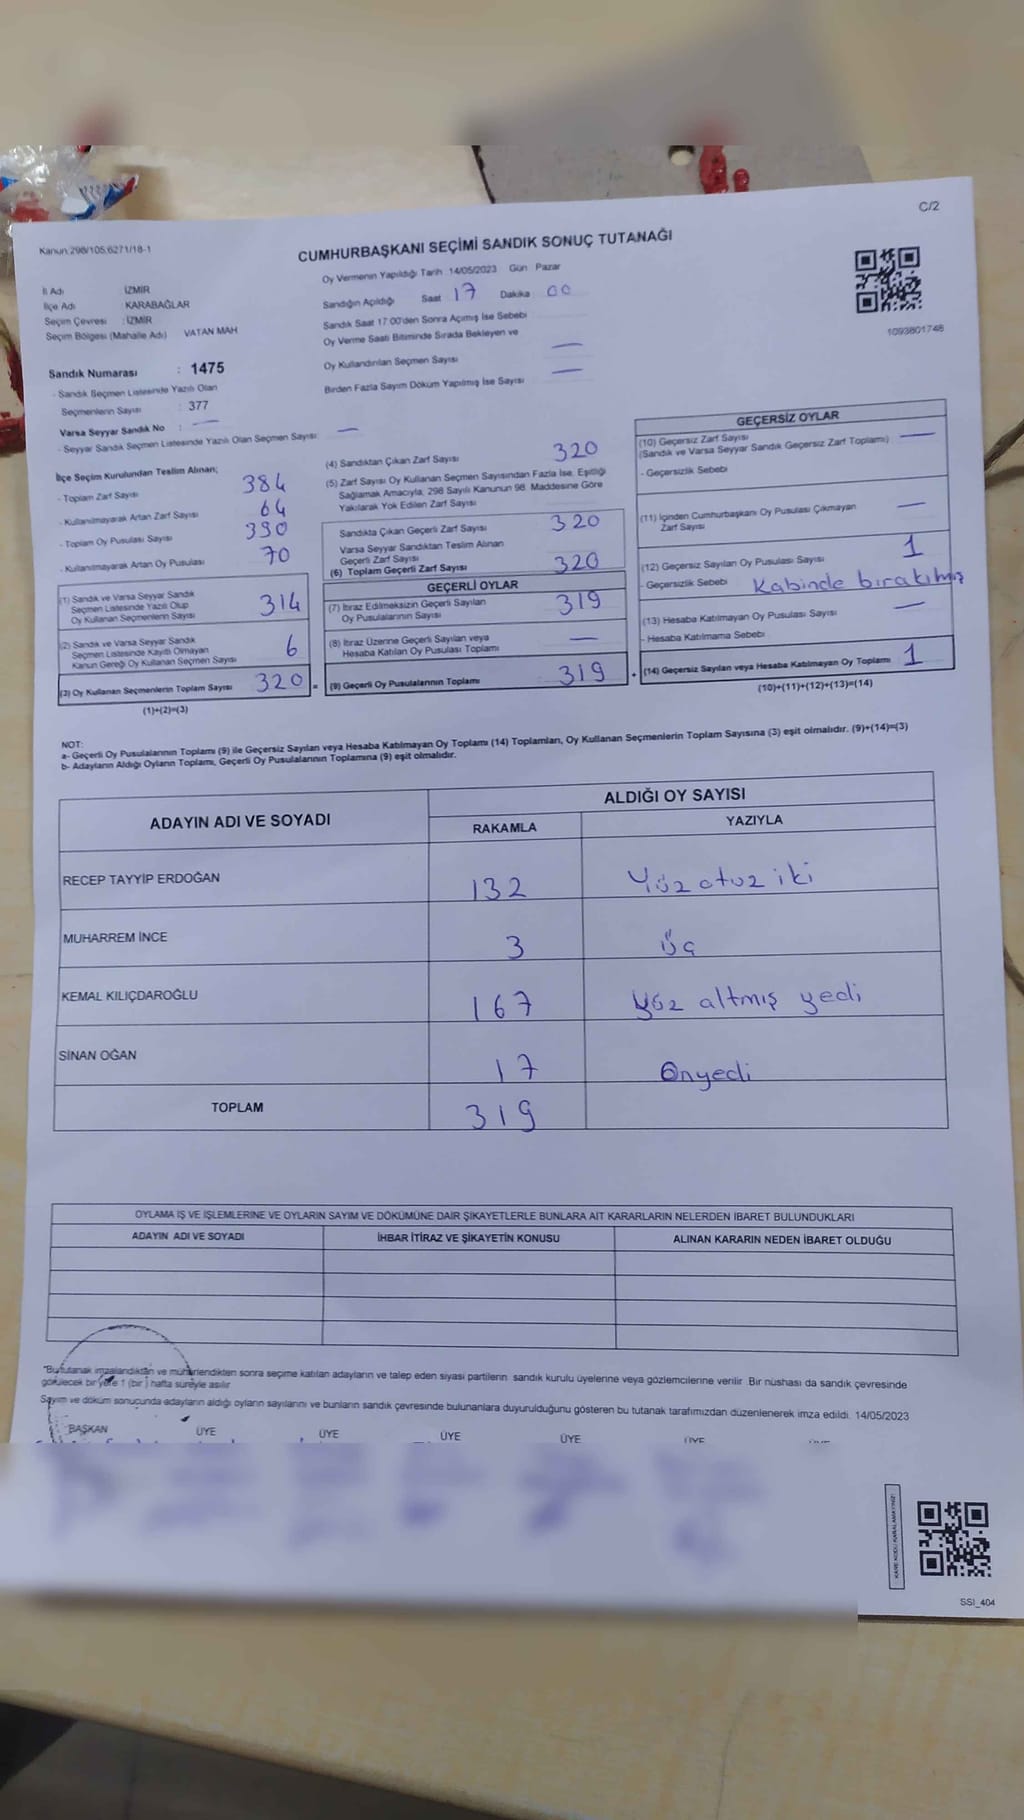 C/2
Kanun:298/105,6271/18-1
CUMHURBAŞKANI SEÇİMİ SANDIK SONUÇ TUTANAĞI
Oy Vermenin Yapıldığı Tarih 14/05/2023 Gün Pazar
İl Adı İZMİR
İlçe Adı : KARABAĞLAR
Seçim Çevresi : İZMİR
Seçim Bölgesi (Mahalle Adı) VATAN MAH
Sandığın Açıldığı Saat 17 Dakika 00
Sandık Saat 17:00'den Sonra Açımış İse Sebebi
Oy Verme Saati Bitiminde Sırada Bekleyen ve
Oy Kullandırılan Seçmen Sayısı —
Birden Fazla Sayım Döküm Yapılmış İse Sayısı —
1093801748
Sandık Numarası : 1475
- Sandık Seçmen Listesinde Yazılı Olan
Seçmenlerin Sayısı : 377
Varsa Seyyar Sandık No : —
- Seyyar Sandık Seçmen Listesinde Yazılı Olan Seçmen Sayısı: —
İlçe Seçim Kurulundan Teslim Alınan;
- Toplam Zarf Sayısı 384
- Kullanılmayarak Artan Zarf Sayısı 64
- Toplam Oy Pusulası Sayısı 390
- Kullanılmayarak Artan Oy Pusulası 70
(1) Sandık ve Varsa Seyyar Sandık
Seçmen Listesinde Yazılı Olup
Oy Kullanan Seçmenlerin Sayısı 314
(2) Sandık ve Varsa Seyyar Sandık
Seçmen Listesinde Kayıtlı Olmayan
Kanun Gereği Oy Kullanan Seçmen Sayısı 6
(3) Oy Kullanan Seçmenlerin Toplam Sayısı 320 =
(1)+(2)=(3)
(4) Sandıktan Çıkan Zarf Sayısı 320
(5) Zarf Sayısı Oy Kullanan Seçmen Sayısından Fazla İse, Eşitliği
Sağlamak Amacıyla, 298 Sayılı Kanunun 98. Maddesine Göre
Yakılarak Yok Edilen Zarf Sayısı
Sandıkta Çıkan Geçerli Zarf Sayısı 320
Varsa Seyyar Sandıktan Teslim Alınan
Geçerli Zarf Sayısı
(6) Toplam Geçerli Zarf Sayısı 320
GEÇERLİ OYLAR
(7) İtiraz Edilmeksizin Geçerli Sayılan
Oy Pusulalarının Sayısı 319
(8) İtiraz Üzerine Geçerli Sayılan veya
Hesaba Katılan Oy Pusulası Toplamı —
(9) Geçerli Oy Pusulalarının Toplamı 319 +
GEÇERSİZ OYLAR
(10) Geçersiz Zarf Sayısı
(Sandık ve Varsa Seyyar Sandık Geçersiz Zarf Toplamı) : —
- Geçersizlik Sebebi
(11) İçinden Cumhurbaşkanı Oy Pusulası Çıkmayan
Zarf Sayısı —
(12) Geçersiz Sayılan Oy Pusulası Sayısı 1
- Geçersizlik Sebebi Kabinde bırakılmış
(13) Hesaba Katılmayan Oy Pusulası Sayısı —
- Hesaba Katılmama Sebebi
(14) Geçersiz Sayılan veya Hesaba Katılmayan Oy Toplamı 1
(10)+(11)+(12)+(13)=(14)
NOT:
a- Geçerli Oy Pusulalarının Toplamı (9) ile Geçersiz Sayılan veya Hesaba Katılmayan Oy Toplamı (14) Toplamları, Oy Kullanan Seçmenlerin Toplam Sayısına (3) eşit olmalıdır. (9)+(14)=(3)
b- Adayların Aldığı Oyların Toplamı, Geçerli Oy Pusulalarının Toplamına (9) eşit olmalıdır.
ADAYIN ADI VE SOYADI ALDIĞI OY SAYISI
RAKAMLA YAZIYLA
RECEP TAYYİP ERDOĞAN 132 Yüz otuz iki
MUHARREM İNCE 3 Üç
KEMAL KILIÇDAROĞLU 167 yüz altmış yedi
SİNAN OĞAN 17 Onyedi
TOPLAM 319
OYLAMA İŞ VE İŞLEMLERİNE VE OYLARIN SAYIM VE DÖKÜMÜNE DAİR ŞİKAYETLERLE BUNLARA AİT KARARLARIN NELERDEN İBARET BULUNDUKLARI
ADAYIN ADI VE SOYADI İHBAR İTİRAZ VE ŞİKAYETİN KONUSU ALINAN KARARIN NEDEN İBARET OLDUĞU
*Bu tutanak imzalandıktan ve mühürlendikten sonra seçime katılan adayların ve talep eden siyasi partilerin sandık kurulu üyelerine veya gözlemcilerine verilir. Bir nüshası da sandık çevresinde
görülecek bir yere 1 (bir) hafta süreyle asılır
Sayım ve döküm sonucunda adayların aldığı oyların sayılarını ve bunların sandık çevresinde bulunanlara duyurulduğunu gösteren bu tutanak tarafımızdan düzenlenerek imza edildi. 14/05/2023
BAŞKAN ÜYE ÜYE ÜYE ÜYE ÜYE
SSI_404